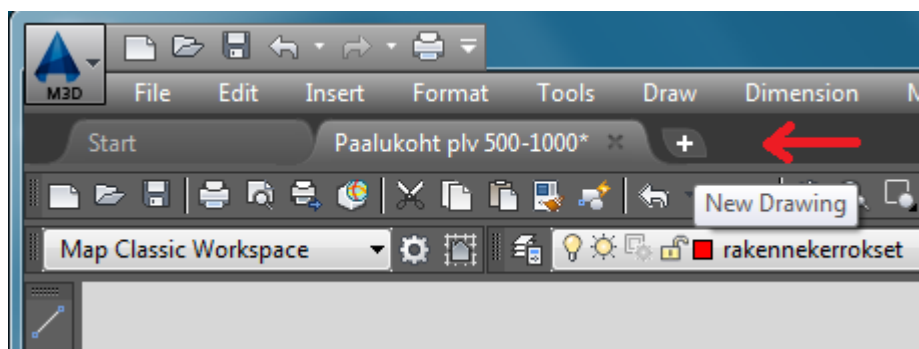 M3D
File Edit Insert Format Tools Draw Dimension
Start Paalukoht plv 500-1000*
New Drawing
Map Classic Workspace rakennekerrokset